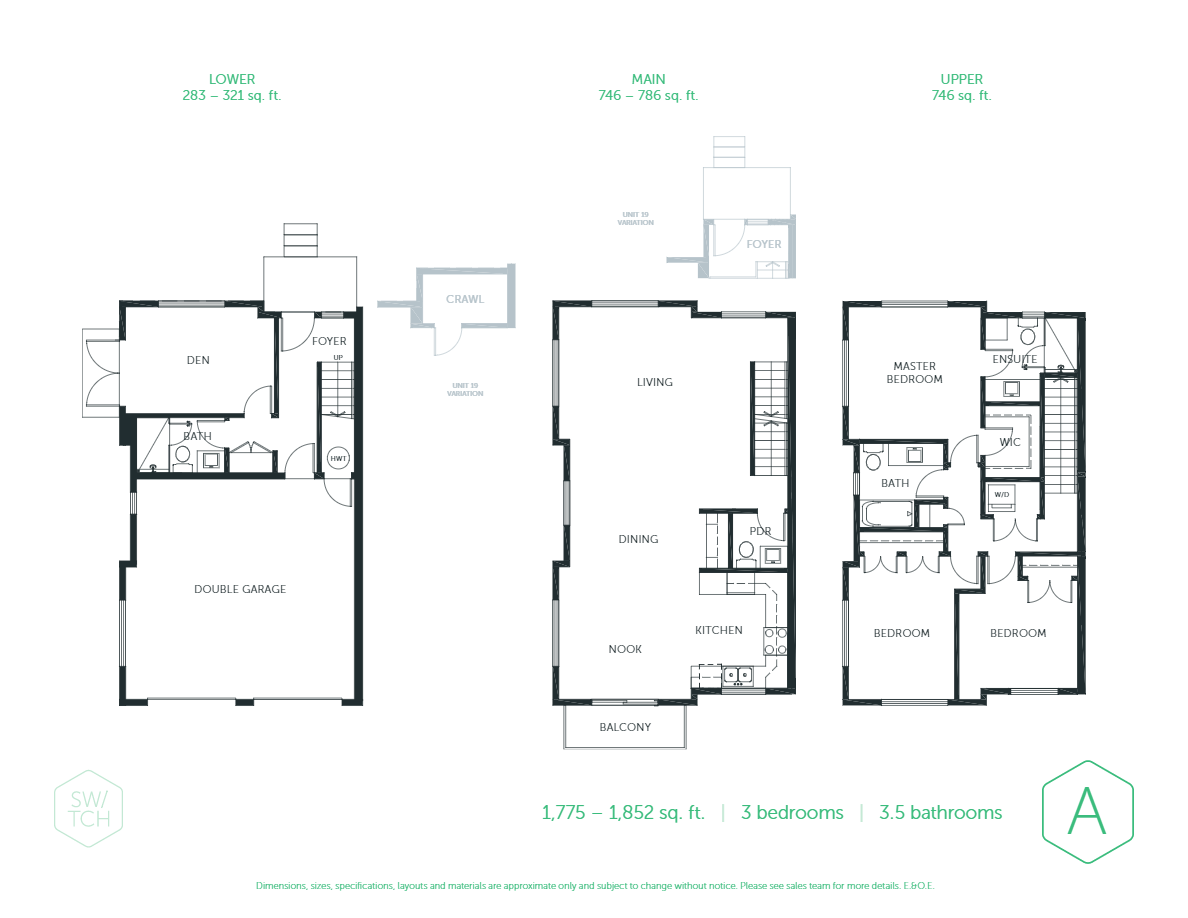 LOWER
283 – 321 sq. ft.
MAIN
746 – 786 sq. ft.
UPPER
746 sq. ft.
UNIT 19
VARIATION
FOYER
CRAWL
UNIT 19
VARIATION
DEN
FOYER
UP
BATH
HWT
DOUBLE GARAGE
LIVING
DINING
PDR
KITCHEN
NOOK
BALCONY
MASTER
BEDROOM
ENSUITE
WIC
BATH
W/D
BEDROOM
BEDROOM
SW/
TCH
1,775 – 1,852 sq. ft. | 3 bedrooms | 3.5 bathrooms
A
Dimensions, sizes, specifications, layouts and materials are approximate only and subject to change without notice. Please see sales team for more details. E.&O.E.